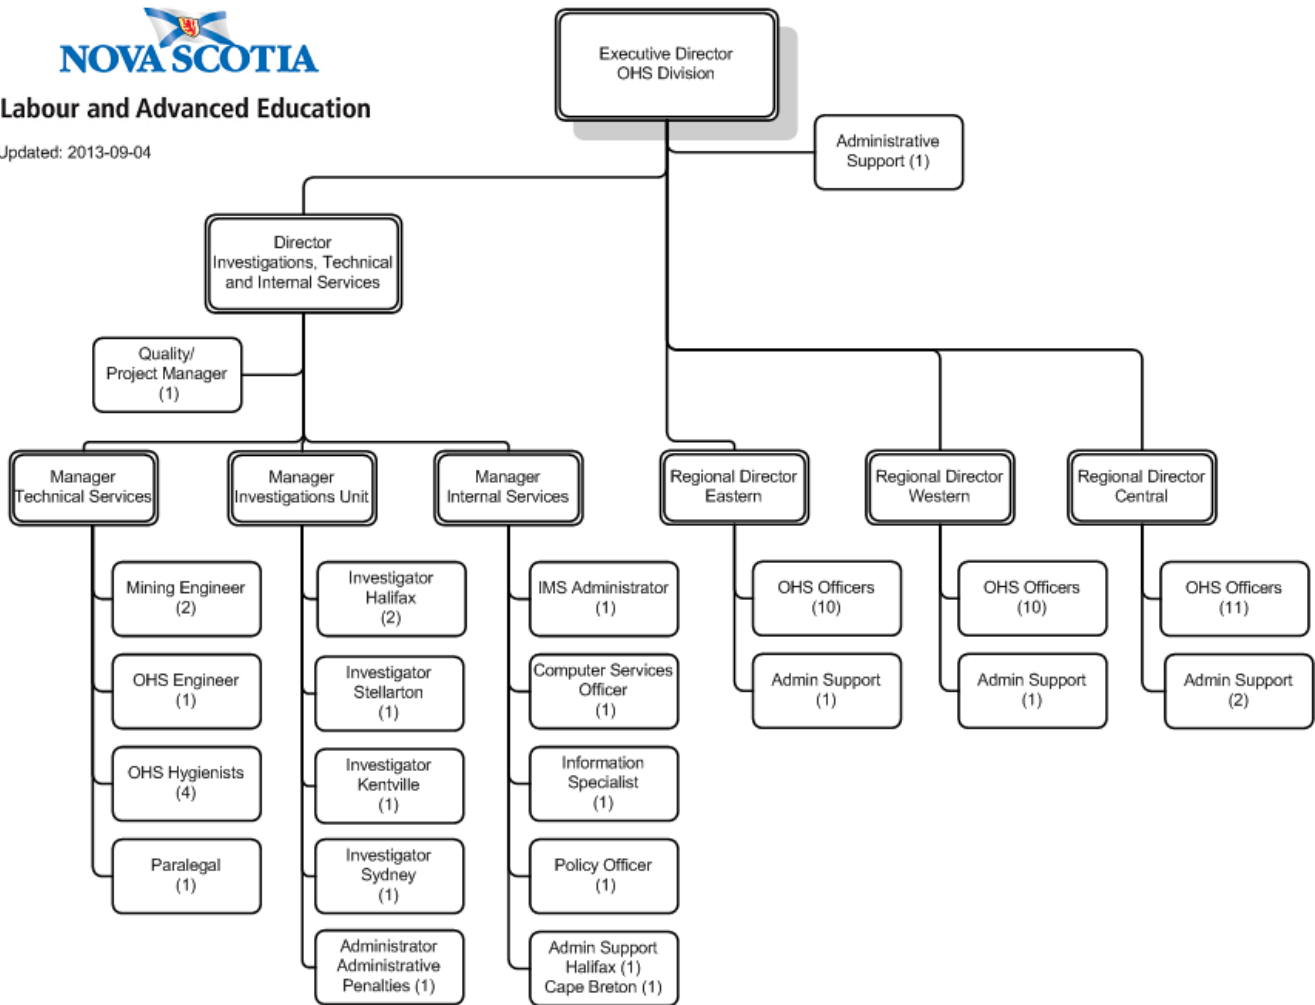 NOVA SCOTIA
Labour and Advanced Education
Updated: 2013-09-04
Executive Director
OHS Division
Administrative
Support (1)
Director
Investigations, Technical
and Internal Services
Quality/
Project Manager
(1)
Manager
Technical Services
Manager
Investigations Unit
Manager
Internal Services
Regional Director
Eastern
Regional Director
Western
Regional Director
Central
Mining Engineer
(2)
OHS Engineer
(1)
OHS Hygienists
(4)
Paralegal
(1)
Investigator
Halifax
(2)
Investigator
Stellarton
(1)
Investigator
Kentville
(1)
Investigator
Sydney
(1)
Administrator
Administrative
Penalties (1)
IMS Administrator
(1)
Computer Services
Officer
(1)
Information
Specialist
(1)
Policy Officer
(1)
Admin Support
Halifax (1)
Cape Breton (1)
OHS Officers
(10)
Admin Support
(1)
OHS Officers
(10)
Admin Support
(1)
OHS Officers
(11)
Admin Support
(2)